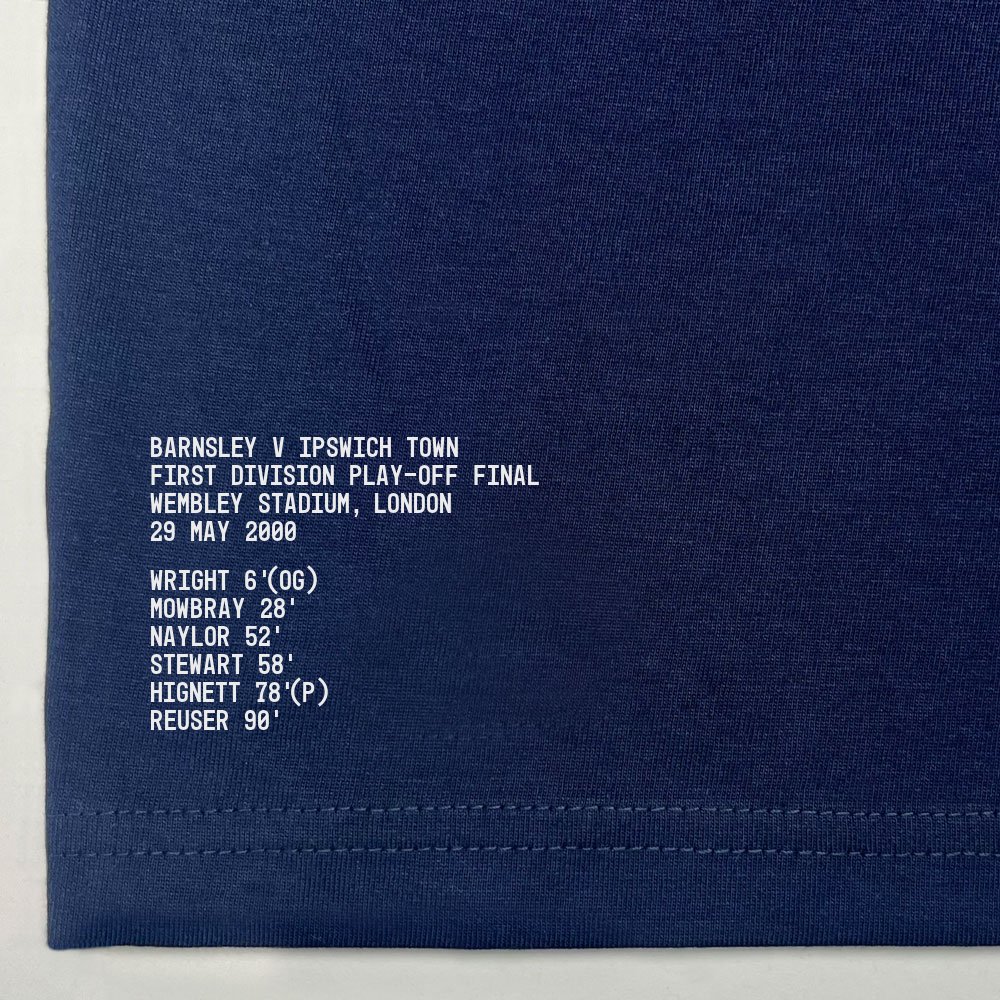 BARNSLEY V IPSWICH TOWN
FIRST DIVISION PLAY-OFF FINAL
WEMBLEY STADIUM, LONDON
29 MAY 2000
WRIGHT 6'(OG)
MOWBRAY 28'
NAYLOR 52'
STEWART 58'
HIGNETT 78'(P)
REUSER 90'